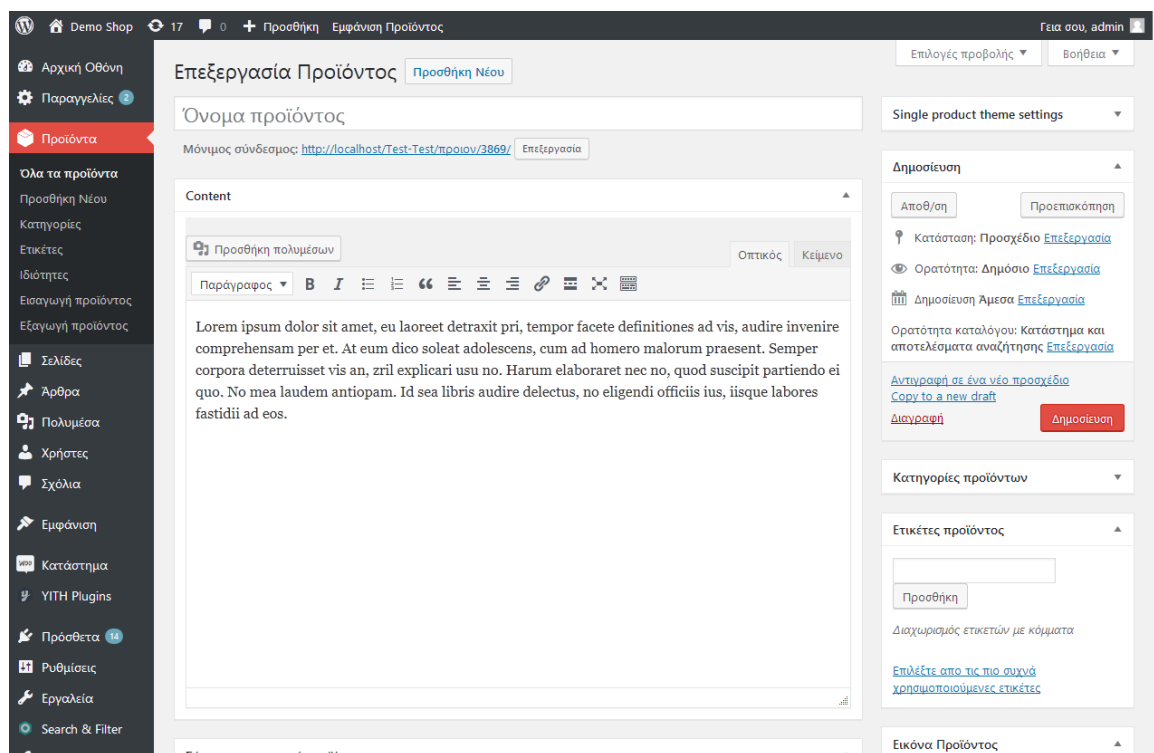 Demo Shop 17 0 Προσθήκη Εμφάνιση Προϊόντος Γεια σου, admin
Επιλογές προβολής Βοήθεια
Αρχική Οθόνη
Παραγγελίες 2
Προϊόντα
Όλα τα προϊόντα
Προσθήκη Νέου
Κατηγορίες
Ετικέτες
Ιδιότητες
Εισαγωγή προϊόντος
Εξαγωγή προϊόντος
Σελίδες
Άρθρα
Πολυμέσα
Χρήστες
Σχόλια
Εμφάνιση
Woo Κατάστημα
YITH Plugins
Πρόσθετα 14
Ρυθμίσεις
Εργαλεία
Search & Filter
Επεξεργασία Προϊόντος Προσθήκη Νέου
Όνομα προϊόντος
Μόνιμος σύνδεσμος: http://localhost/Test-Test/προιον/3869/ Επεξεργασία
Content
Προσθήκη πολυμέσων
Οπτικός Κείμενο
Παράγραφος B I
Lorem ipsum dolor sit amet, eu laoreet detraxit pri, tempor facete definitiones ad vis, audire invenire
comprehensam per et. At eum dico soleat adolescens, cum ad homero malorum praesent. Semper
corpora deterruisset vis an, zril explicari usu no. Harum elaboraret nec no, quod suscipit partiendo ei
quo. No mea laudem antiopam. Id sea libris audire delectus, no eligendi officiis ius, iisque labores
fastidii ad eos.
Single product theme settings
Δημοσίευση
Αποθ/ση Προεπισκόπηση
Κατάσταση: Προσχέδιο Επεξεργασία
Ορατότητα: Δημόσιο Επεξεργασία
Δημοσίευση Άμεσα Επεξεργασία
Ορατότητα καταλόγου: Κατάστημα και
αποτελέσματα αναζήτησης Επεξεργασία
Αντιγραφή σε ένα νέο προσχέδιο
Copy to a new draft
Διαγραφή Δημοσίευση
Κατηγορίες προϊόντων
Ετικέτες προϊόντος
Προσθήκη
Διαχωρισμός ετικετών με κόμματα
Επιλέξτε απο τις πιο συχνά
χρησιμοποιούμενες ετικέτες
Εικόνα Προϊόντος